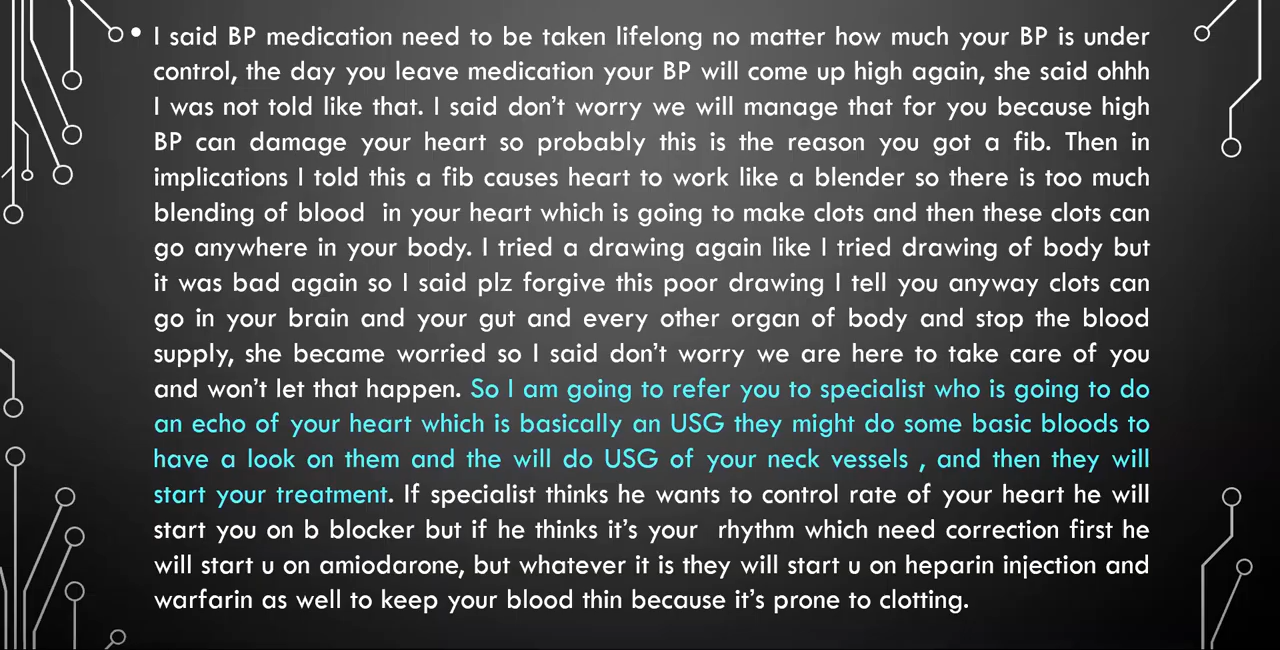 • I said BP medication need to be taken lifelong no matter how much your BP is under
control, the day you leave medication your BP will come up high again, she said ohhh
I was not told like that. I said don’t worry we will manage that for you because high
BP can damage your heart so probably this is the reason you got a fib. Then in
implications I told this a fib causes heart to work like a blender so there is too much
blending of blood in your heart which is going to make clots and then these clots can
go anywhere in your body. I tried a drawing again like I tried drawing of body but
it was bad again so I said plz forgive this poor drawing I tell you anyway clots can
go in your brain and your gut and every other organ of body and stop the blood
supply, she became worried so I said don’t worry we are here to take care of you
and won’t let that happen. So I am going to refer you to specialist who is going to do
an echo of your heart which is basically an USG they might do some basic bloods to
have a look on them and the will do USG of your neck vessels , and then they will
start your treatment. If specialist thinks he wants to control rate of your heart he will
start you on b blocker but if he thinks it’s your rhythm which need correction first he
will start u on amiodarone, but whatever it is they will start u on heparin injection and
warfarin as well to keep your blood thin because it’s prone to clotting.